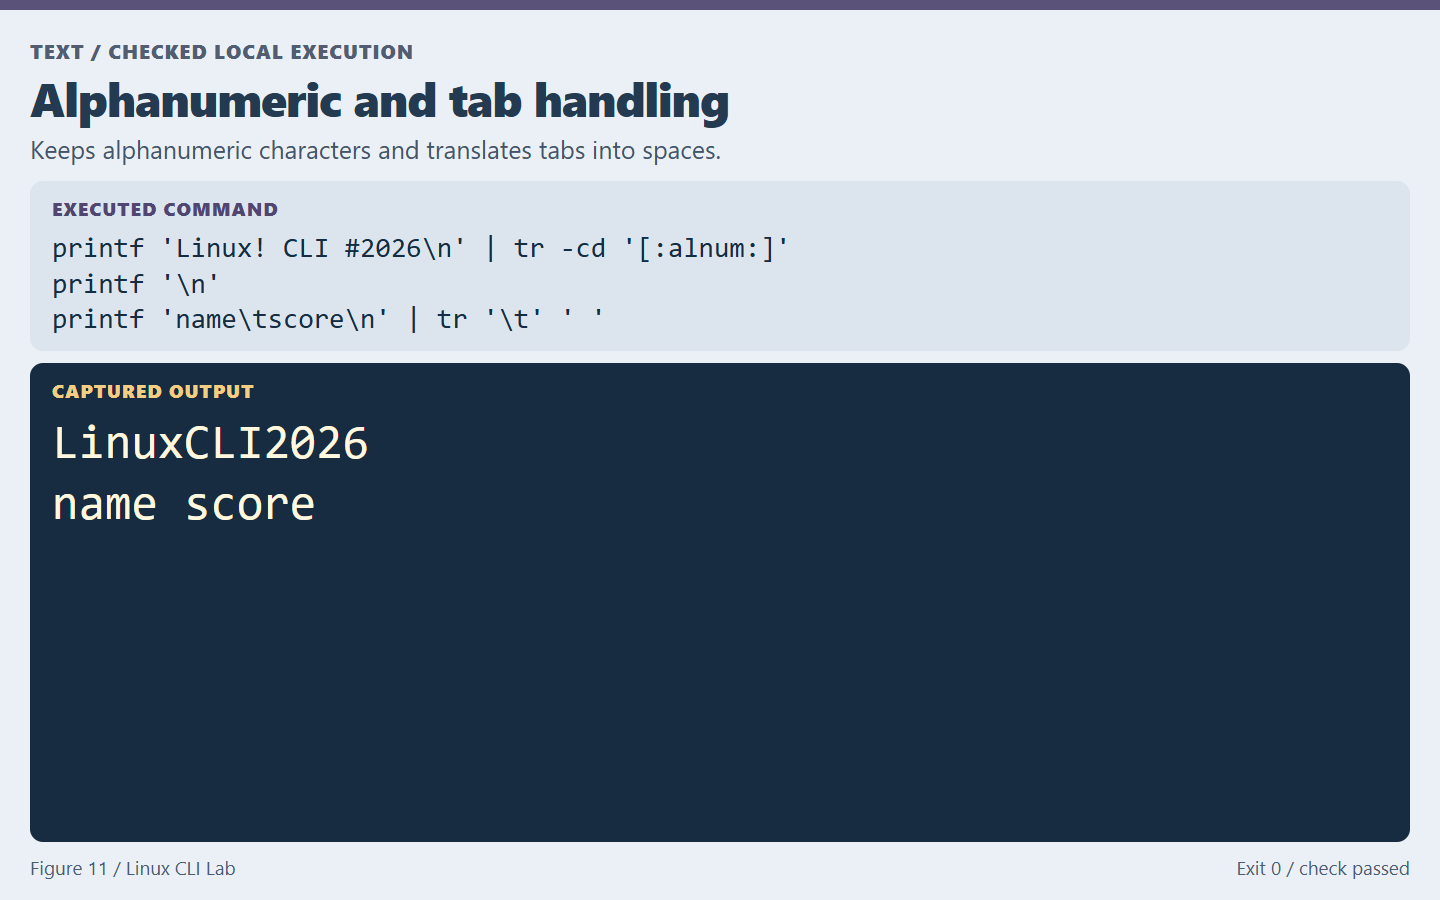 TEXT / CHECKED LOCAL EXECUTION
Alphanumeric and tab handling
Keeps alphanumeric characters and translates tabs into spaces.
EXECUTED COMMAND
printf 'Linux! CLI #2026\n' | tr -cd '[:alnum:]'
printf '\n'
printf 'name\tscore\n' | tr '\t' ' '
CAPTURED OUTPUT
LinuxCLI2026
name score
Figure 11 / Linux CLI Lab
Exit 0 / check passed